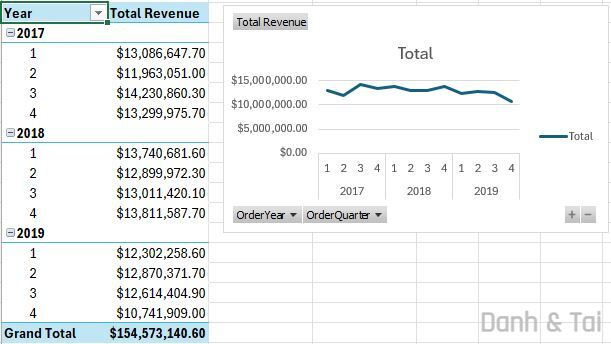 Year Total Revenue
2017
1 $13,086,647.70
2 $11,963,051.00
3 $14,230,860.30
4 $13,299,975.70
2018
1 $13,740,681.60
2 $12,899,972.30
3 $13,011,420.10
4 $13,811,587.70
2019
1 $12,302,258.60
2 $12,870,371.70
3 $12,614,404.90
4 $10,741,909.00
Grand Total $154,573,140.60
Total Revenue
Total
$15,000,000.00
$10,000,000.00
$5,000,000.00
$0.00
1 2 3 4 1 2 3 4 1 2 3 4
2017 2018 2019
Total
OrderYear OrderQuarter
Danh & Tai